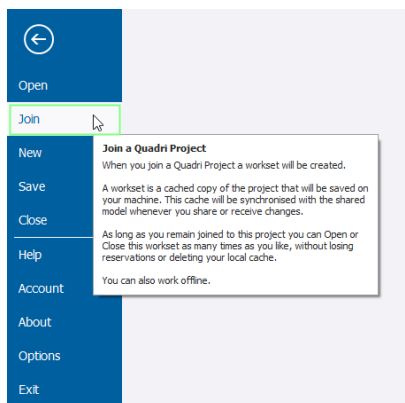 Open
Join
New
Save
Close
Help
Account
About
Options
Exit
Join a Quadri Project
When you join a Quadri Project a workset will be created.
A workset is a cached copy of the project that will be saved on
your machine. This cache will be synchronised with the shared
model whenever you share or receive changes.
As long as you remain joined to this project you can Open or
Close this workset as many times as you like, without losing
reservations or deleting your local cache.
You can also work offline.